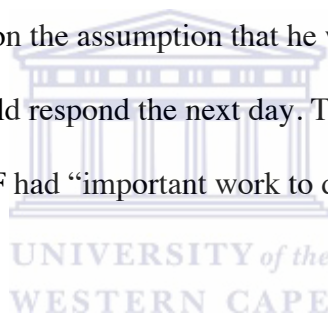 on the assumption that he
ld respond the next day. T
F had “important work to
UNIVERSITY of the
WESTERN CAPE